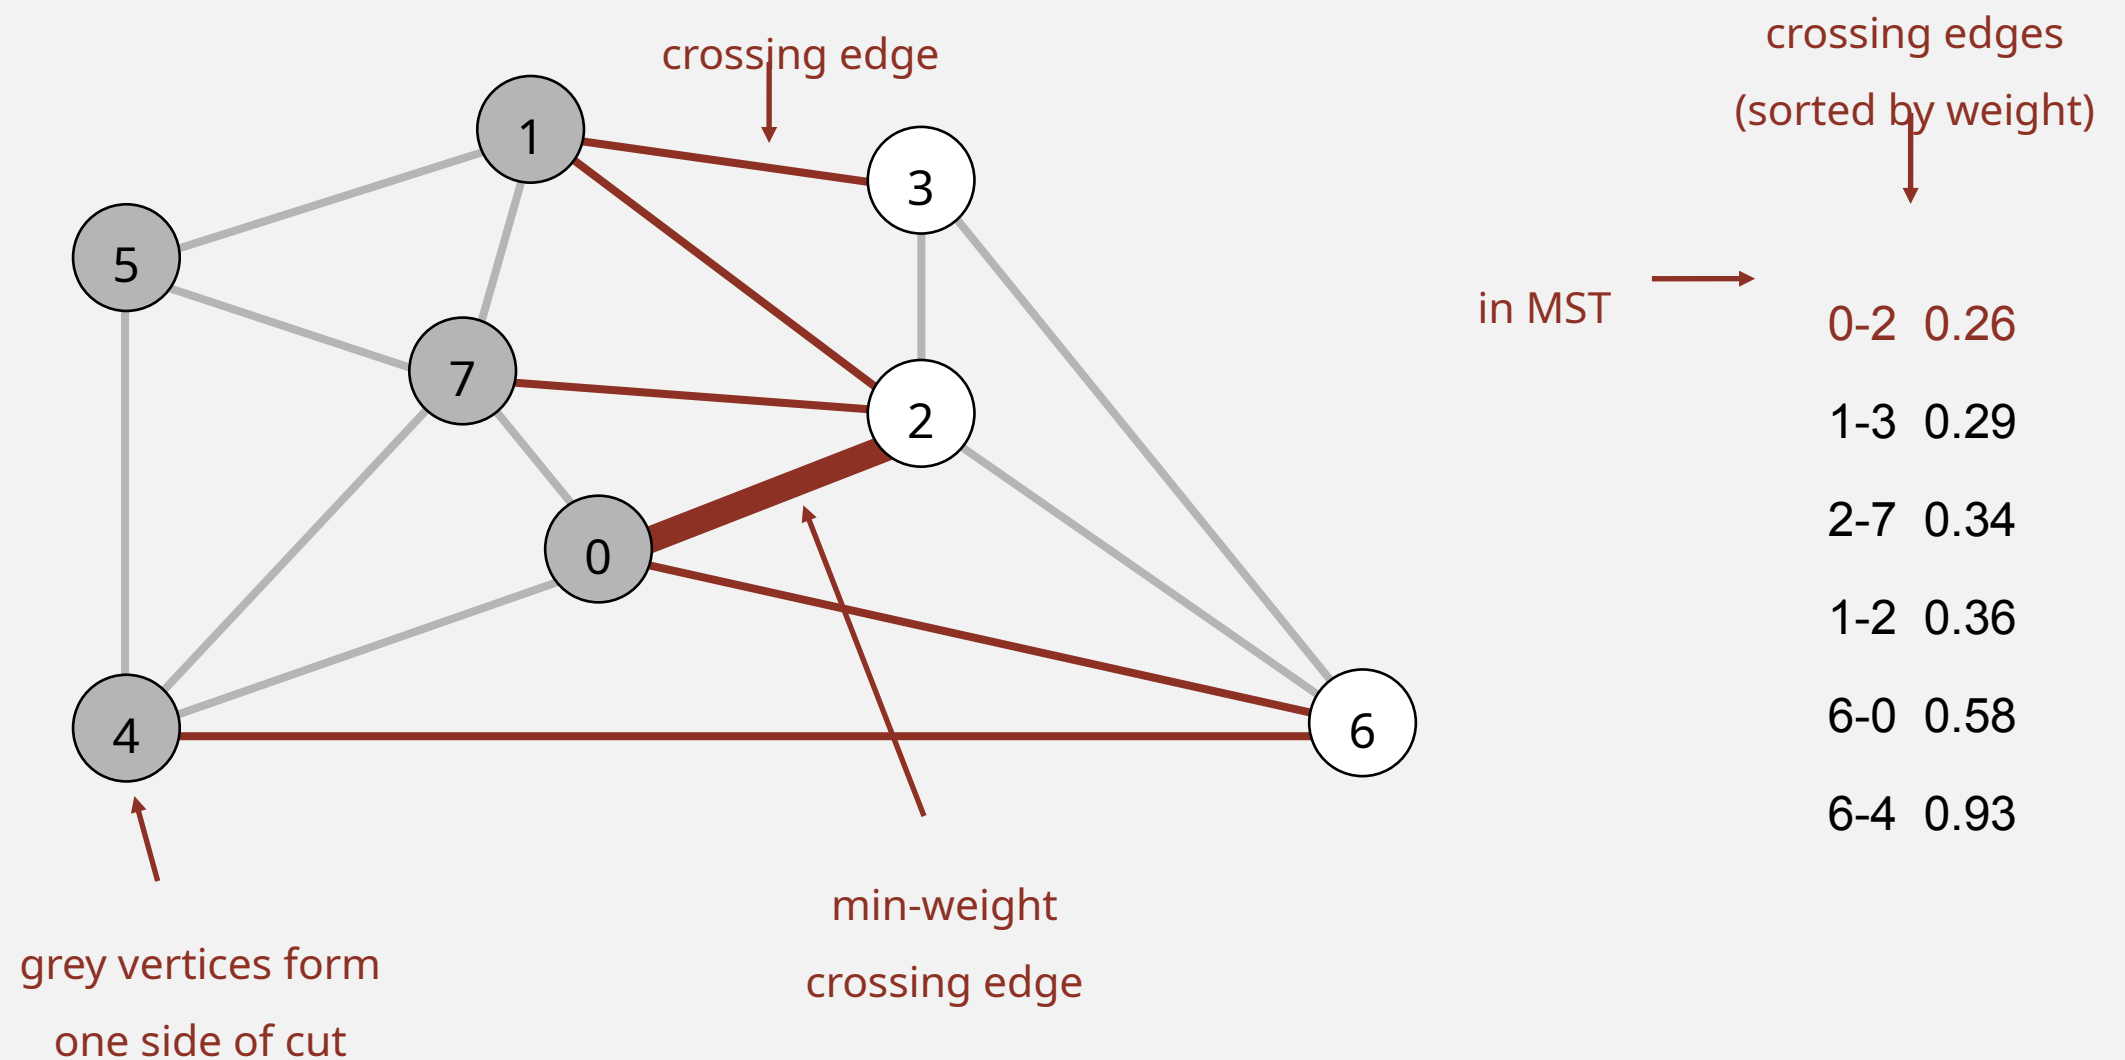 crossing edge
crossing edges
(sorted by weight)
1
3
5
7
2
0
4
6
in MST
0-2 0.26
1-3 0.29
2-7 0.34
1-2 0.36
6-0 0.58
6-4 0.93
min-weight
crossing edge
grey vertices form
one side of cut